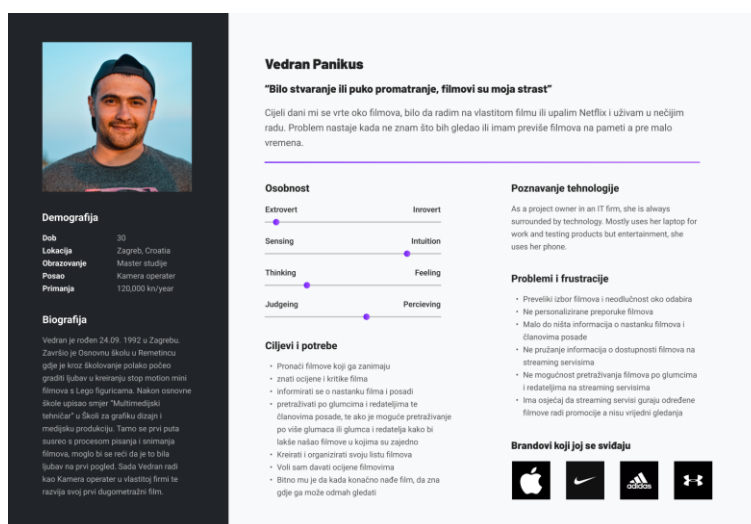 Demografija
Dob 30
Lokacija Zagreb, Croatia
Obrazovanje Master studije
Posao Kamera operater
Primanja 120,000 kn/year
Biografija
Vedran je rođen 24.09. 1992 u Zagrebu.
Završio je Osnovnu školu u Remetincu
gdje je kroz školovanje polako počeo
graditi ljubav u kreiranju stop motion mini
filmova s Lego figuricama. Nakon osnovne
škole upisao smjer "Multimedijski
tehničar" u Školi za grafiku dizajn i
medijsku produkciju. Tamo se prvi puta
susreo s procesom pisanja i snimanja
filmova, moglo bi se reći da je to bila
ljubav na prvi pogled. Sada Vedran radi
kao Kamera operater u vlastitoj firmi te
razvija svoj prvi dugometražni film.
Vedran Panikus
"Bilo stvaranje ili puko promatranje, filmovi su moja strast"
Cijeli dani mi se vrte oko filmova, bilo da radim na vlastitom filmu ili upalim Netflix i uživam u nečijim
radu. Problem nastaje kada ne znam što bih gledao ili imam previše filmova na pameti a pre malo
vremena.
Osobnost
Extrovert Inrovert
Sensing Intuition
Thinking Feeling
Judgeing Percieving
Ciljevi i potrebe
• Pronaći filmove koji ga zanimaju
• znati ocijene i kritike filma
• informirati se o nastanku filma i posadi
• pretraživati po glumcima i redateljima te
članovima posade, te ako je moguće pretraživanje
po više glumaca ili glumca i redatelja kako bi
lakše našao filmove u kojima su zajedno
• Kreirati i organizirati svoju listu filmova
• Voli sam davati ocijene filmovima
• Bitno mu je da kada konačno nađe film, da zna
gdje ga može odmah gledati
Poznavanje tehnologije
As a project owner in an IT firm, she is always
surrounded by technology. Mostly uses her laptop for
work and testing products but entertainment, she
uses her phone.
Problemi i frustracije
• Preveliki izbor filmova i neodlučnost oko odabira
• Ne personalizirane preporuke filmova
• Malo do ništa informacija o nastanku filmova i
članovima posade
• Ne pružanje informacija o dostupnosti filmova na
streaming servisima
• Ne mogućnost pretraživanja filmova po glumcima
i redateljima na streaming servisima
• Ima osjećaj da streaming servisi guraju određene
filmove radi promocije a nisu vrijedni gledanja
Brandovi koji joj se sviđaju
adidas